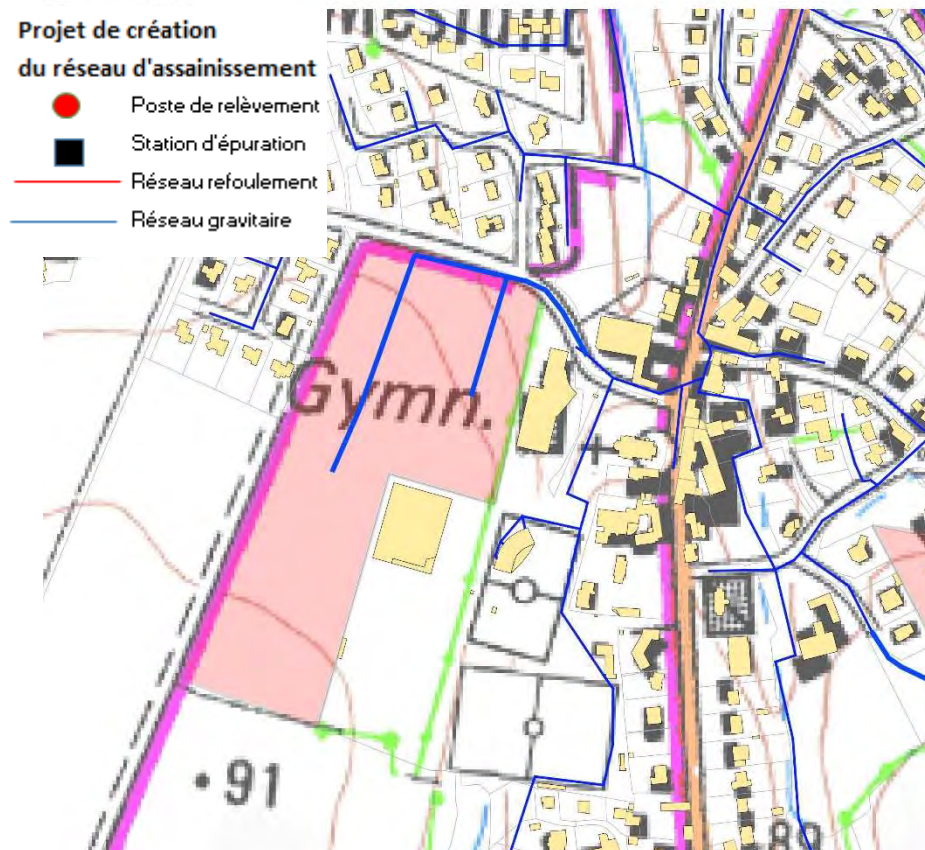 Projet de création
du réseau d'assainissement
Poste de relèvement
Station d'épuration
Réseau refoulement
Réseau gravitaire
Gymn.
91